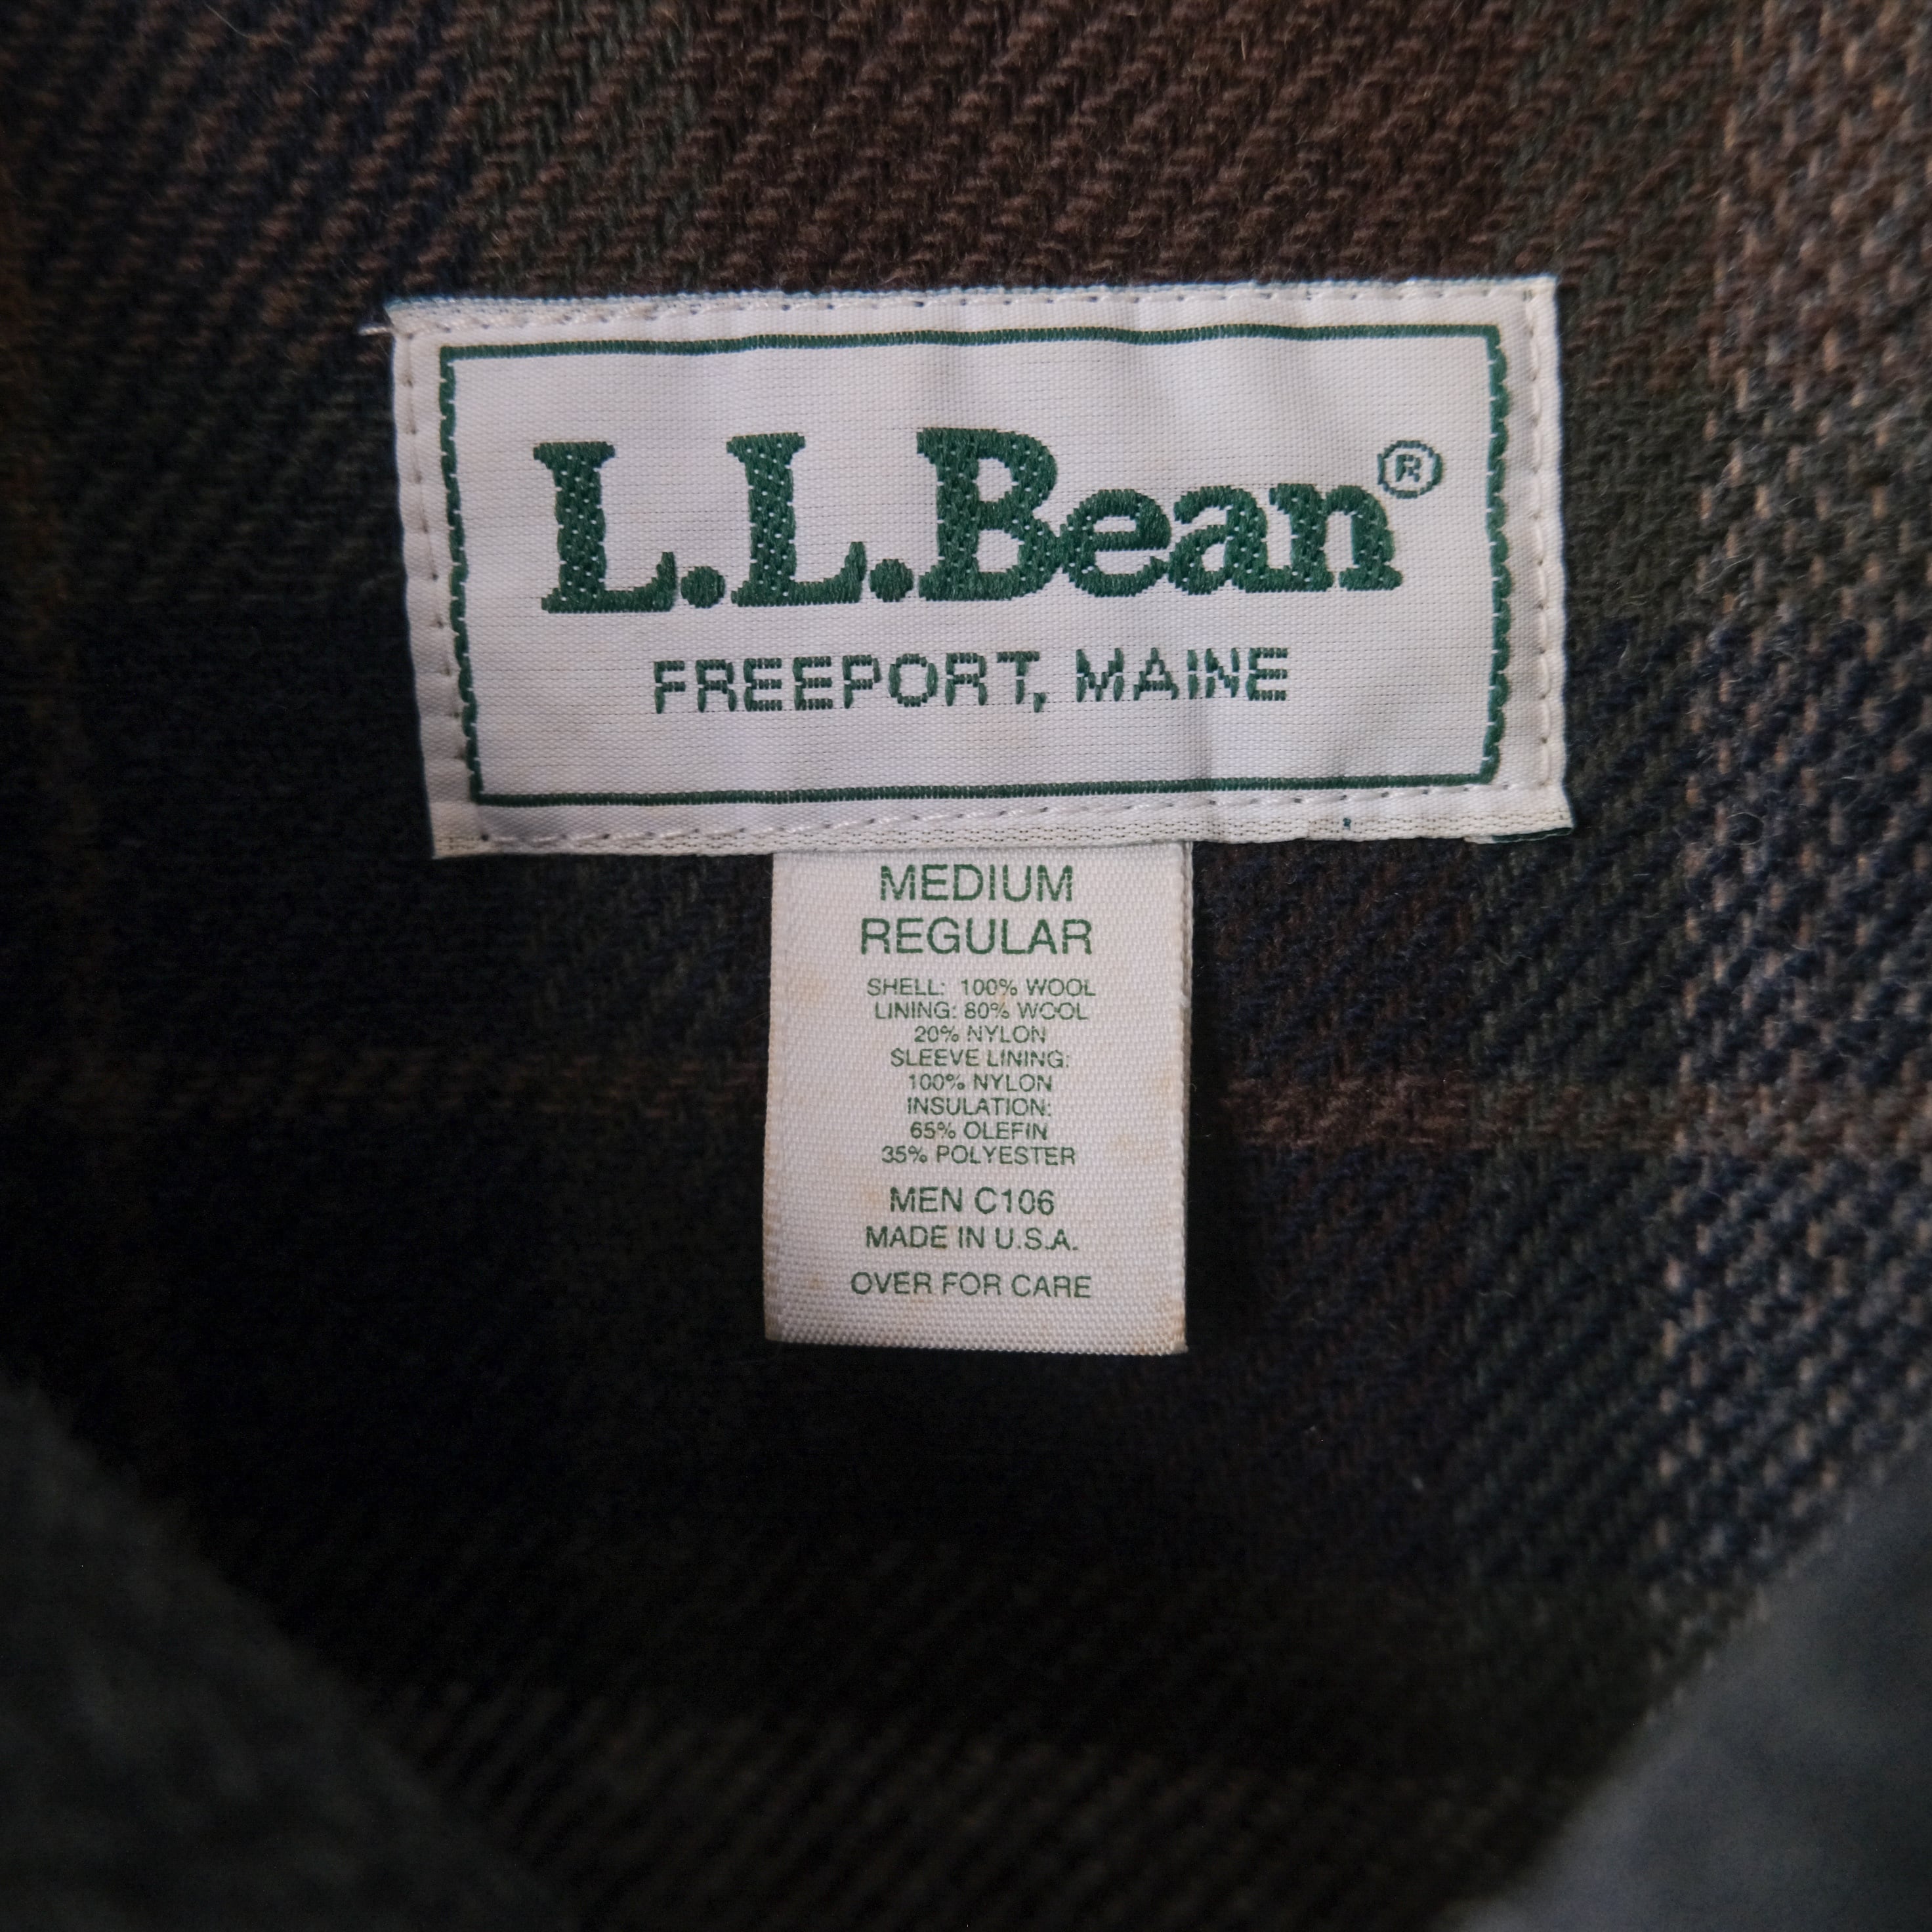 L.L.Bean®
FREEPORT, MAINE
MEDIUM
REGULAR
SHELL: 100% WOOL
LINING: 80% WOOL
20% NYLON
SLEEVE LINING:
100% NYLON
INSULATION:
65% OLEFIN
35% POLYESTER
MEN C106
MADE IN U.S.A.
OVER FOR CARE